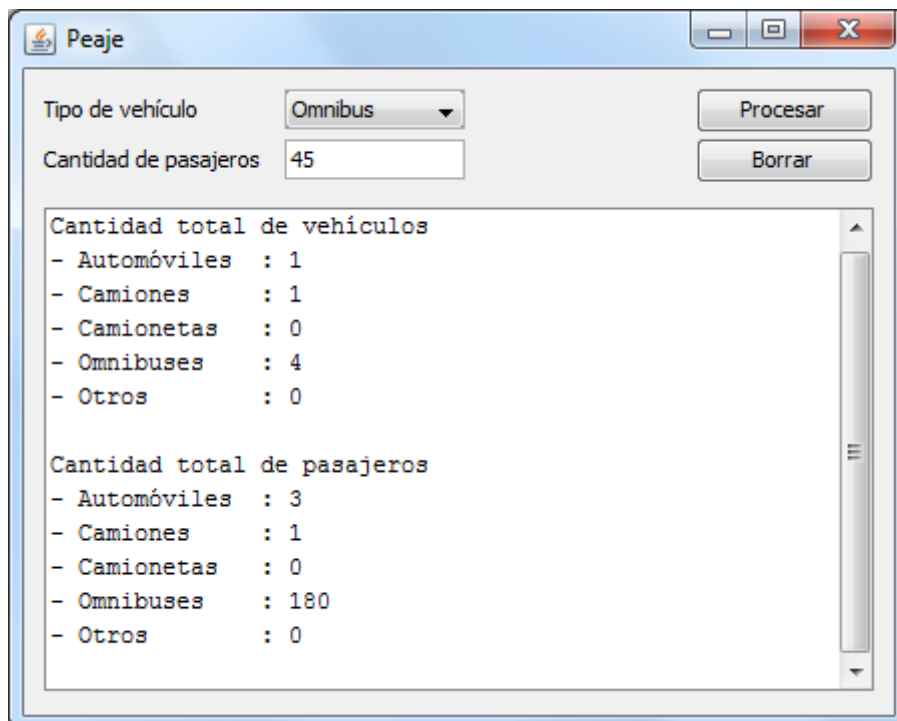 Peaje
Tipo de vehículo Omnibus Procesar
Cantidad de pasajeros 45 Borrar
Cantidad total de vehículos
- Automóviles : 1
- Camiones : 1
- Camionetas : 0
- Omnibuses : 4
- Otros : 0
Cantidad total de pasajeros
- Automóviles : 3
- Camiones : 1
- Camionetas : 0
- Omnibuses : 180
- Otros : 0